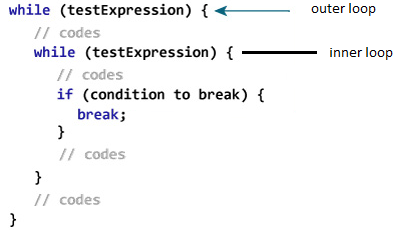 while (testExpression) { outer loop
// codes
while (testExpression) { inner loop
// codes
if (condition to break) {
break;
}
// codes
}
// codes
}